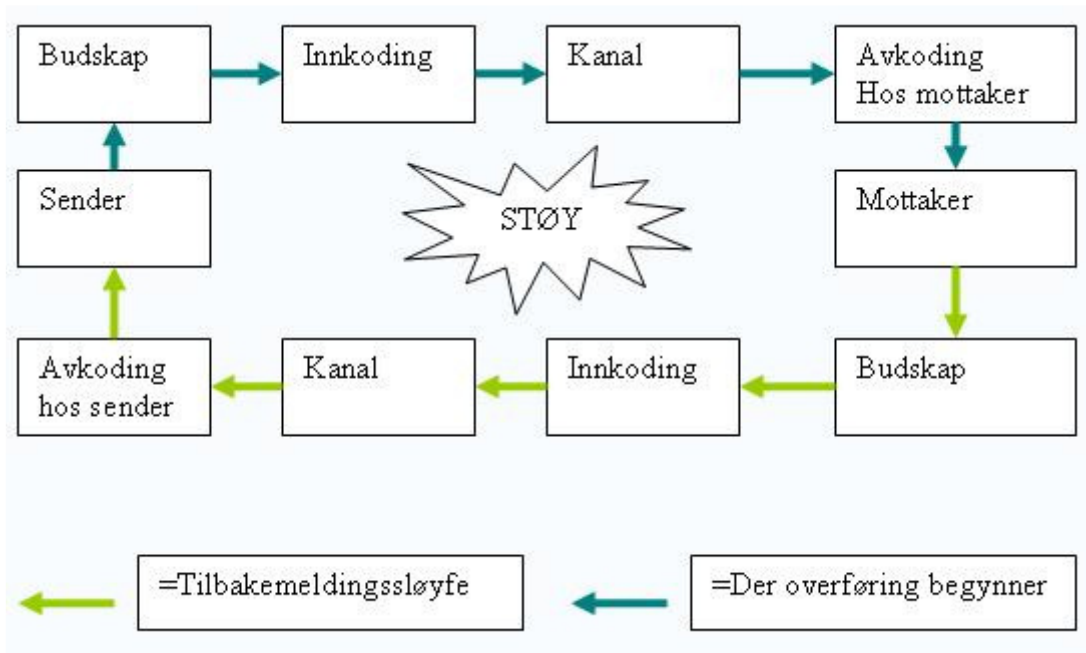 Budskap
Innkoding
Kanal
Avkoding
Hos mottaker
Sender
STØY
Mottaker
Avkoding
hos sender
Kanal
Innkoding
Budskap
=Tilbakemeldingssløyfe
=Der overføring begynner